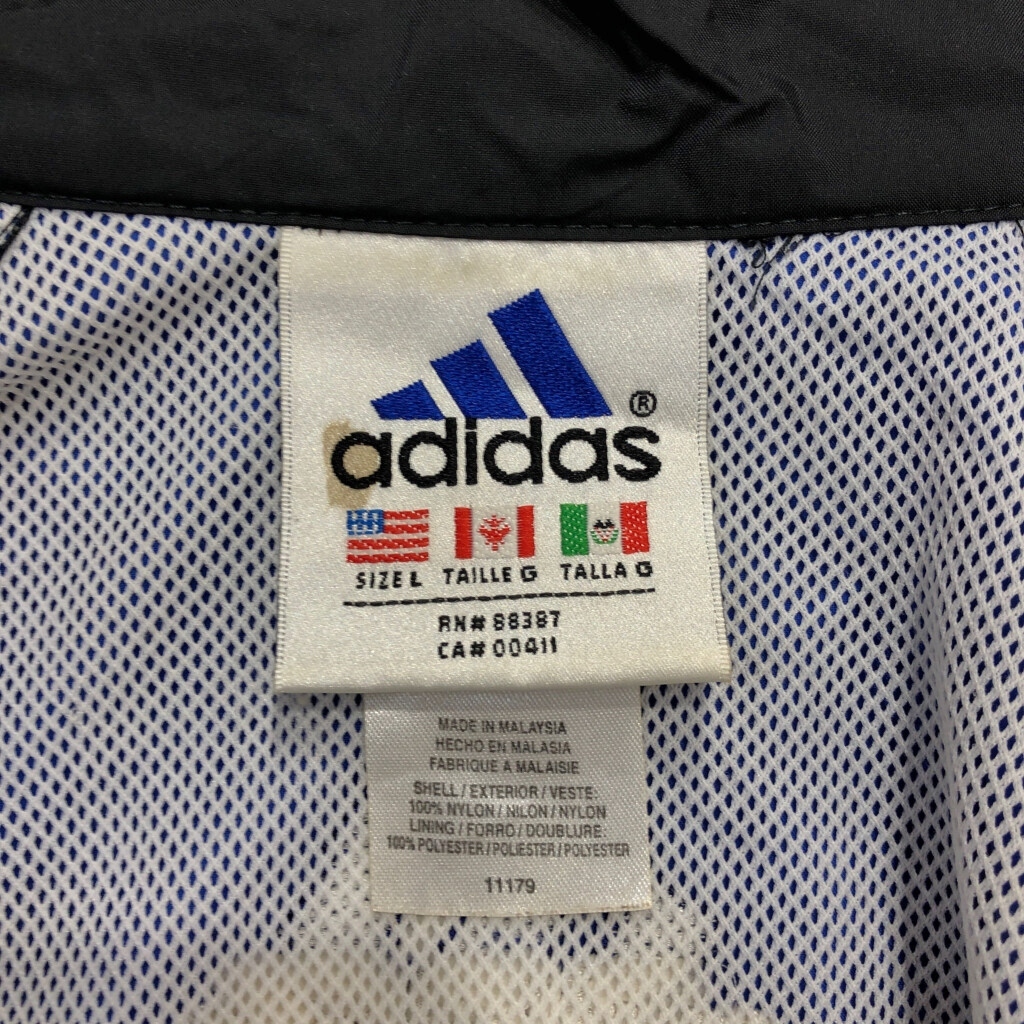 adidas®
SIZE L TAILLE G TALLA G
RN# 88387
CA# 00411
MADE IN MALAYSIA
HECHO EN MALASIA
FABRIQUE A MALAISIE
SHELL / EXTERIOR / VESTE:
100% NYLON / NILON / NYLON
LINING / FORRO / DOUBLURE:
100% POLYESTER / POLIESTER / POLYESTER
11179